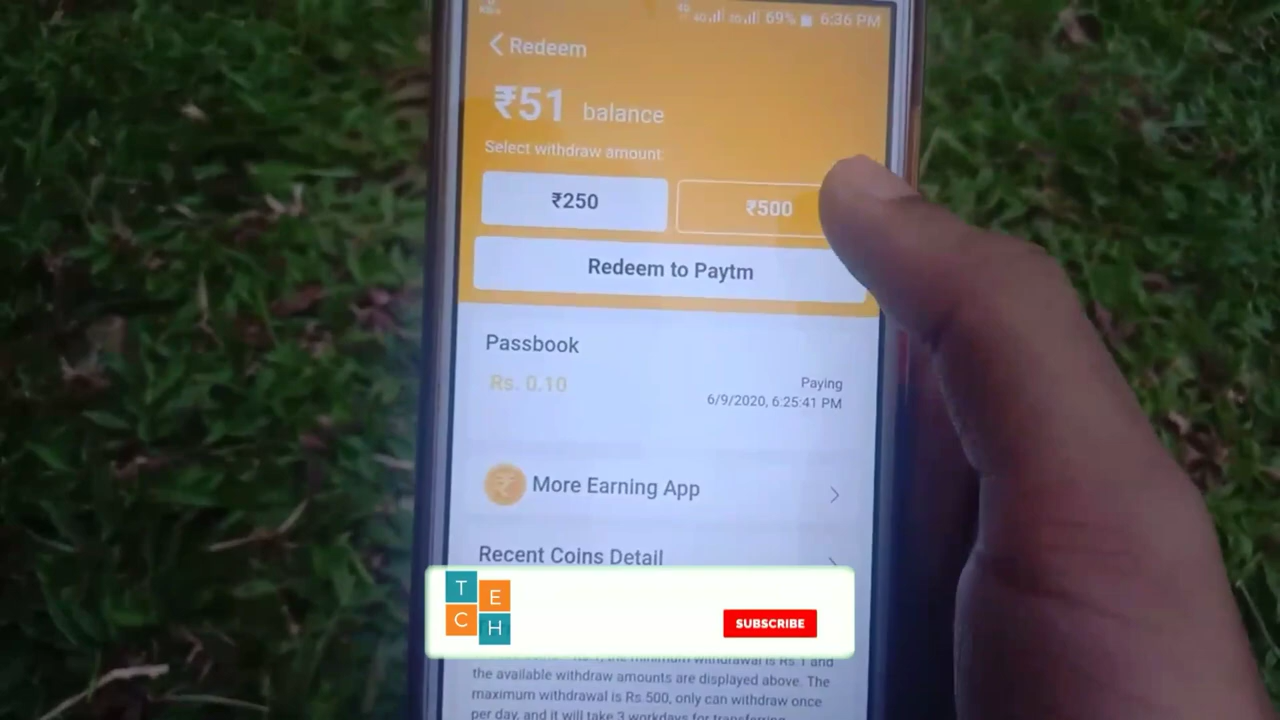 4G 4G 69% 6:36 PM
Redeem
₹51 balance
Select withdraw amount
₹250
₹500
Redeem to Paytm
Passbook
Rs. 0.10
Paying
6/9/2020, 6:25:41 PM
More Earning App
Recent Coins Detail
T E
C H
SUBSCRIBE
the minimum withdrawal is Rs 1 and
the available withdraw amounts are displayed above. The
maximum withdrawal is Rs 500, only can withdraw once
per day, and it will take 3 workdays for transferring